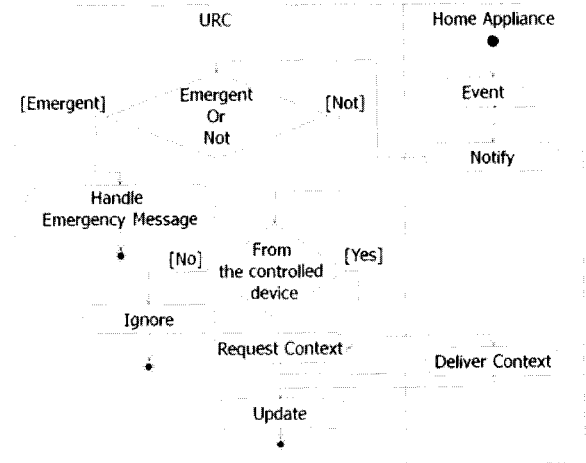 URC
Home Appliance
[Emergent]
Emergent
Or
Not
[Not]
Event
Notify
Handle
Emergency Message
[No]
From
the controlled
device
[Yes]
Ignore
Request Context
Deliver Context
Update